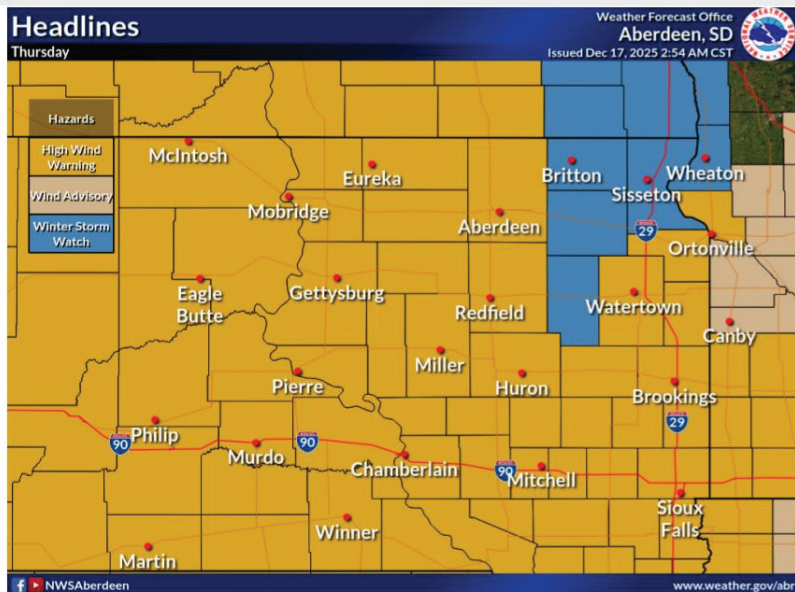 Headlines
Thursday
Weather Forecast Office
Aberdeen, SD
Issued Dec 17, 2025 2:54 AM CST
NATIONAL WEATHER SERVICE
Hazards
High Wind
Warning
Wind Advisory
Winter Storm
Watch
McIntosh
Eureka
Britton
Sisseton
Wheaton
Mobridge
Aberdeen
29
Ortonville
Eagle
Butte
Gettysburg
Redfield
Watertown
Canby
Miller
Pierre
Huron
Brookings
29
Philip
90
Murdo
90
Chamberlain
90
Mitchell
Sioux
Falls
Winner
Martin
NWSAberdeen
www.weather.gov/abr